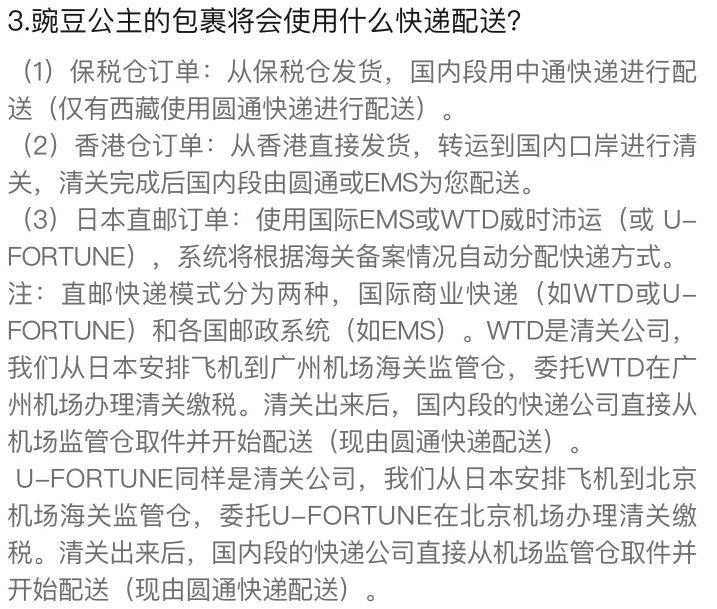 3.豌豆公主的包裹将会使用什么快递配送？
（1）保税仓订单：从保税仓发货，国内段用中通快递进行配
送（仅有西藏使用圆通快递进行配送）。
（2）香港仓订单：从香港直接发货，转运到国内口岸进行清
关，清关完成后国内段由圆通或EMS为您配送。
（3）日本直邮订单：使用国际EMS或WTD威时沛运（或 U-
FORTUNE），系统将根据海关备案情况自动分配快递方式。
注：直邮快递模式分为两种，国际商业快递（如WTD或U-
FORTUNE）和各国邮政系统（如EMS）。WTD是清关公司，
我们从日本安排飞机到广州机场海关监管仓，委托WTD在广
州机场办理清关缴税。清关出来后，国内段的快递公司直接从
机场监管仓取件并开始配送（现由圆通快递配送）。
U-FORTUNE同样是清关公司，我们从日本安排飞机到北京
机场海关监管仓，委托U-FORTUNE在北京机场办理清关缴
税。清关出来后，国内段的快递公司直接从机场监管仓取件并
开始配送（现由圆通快递配送）。